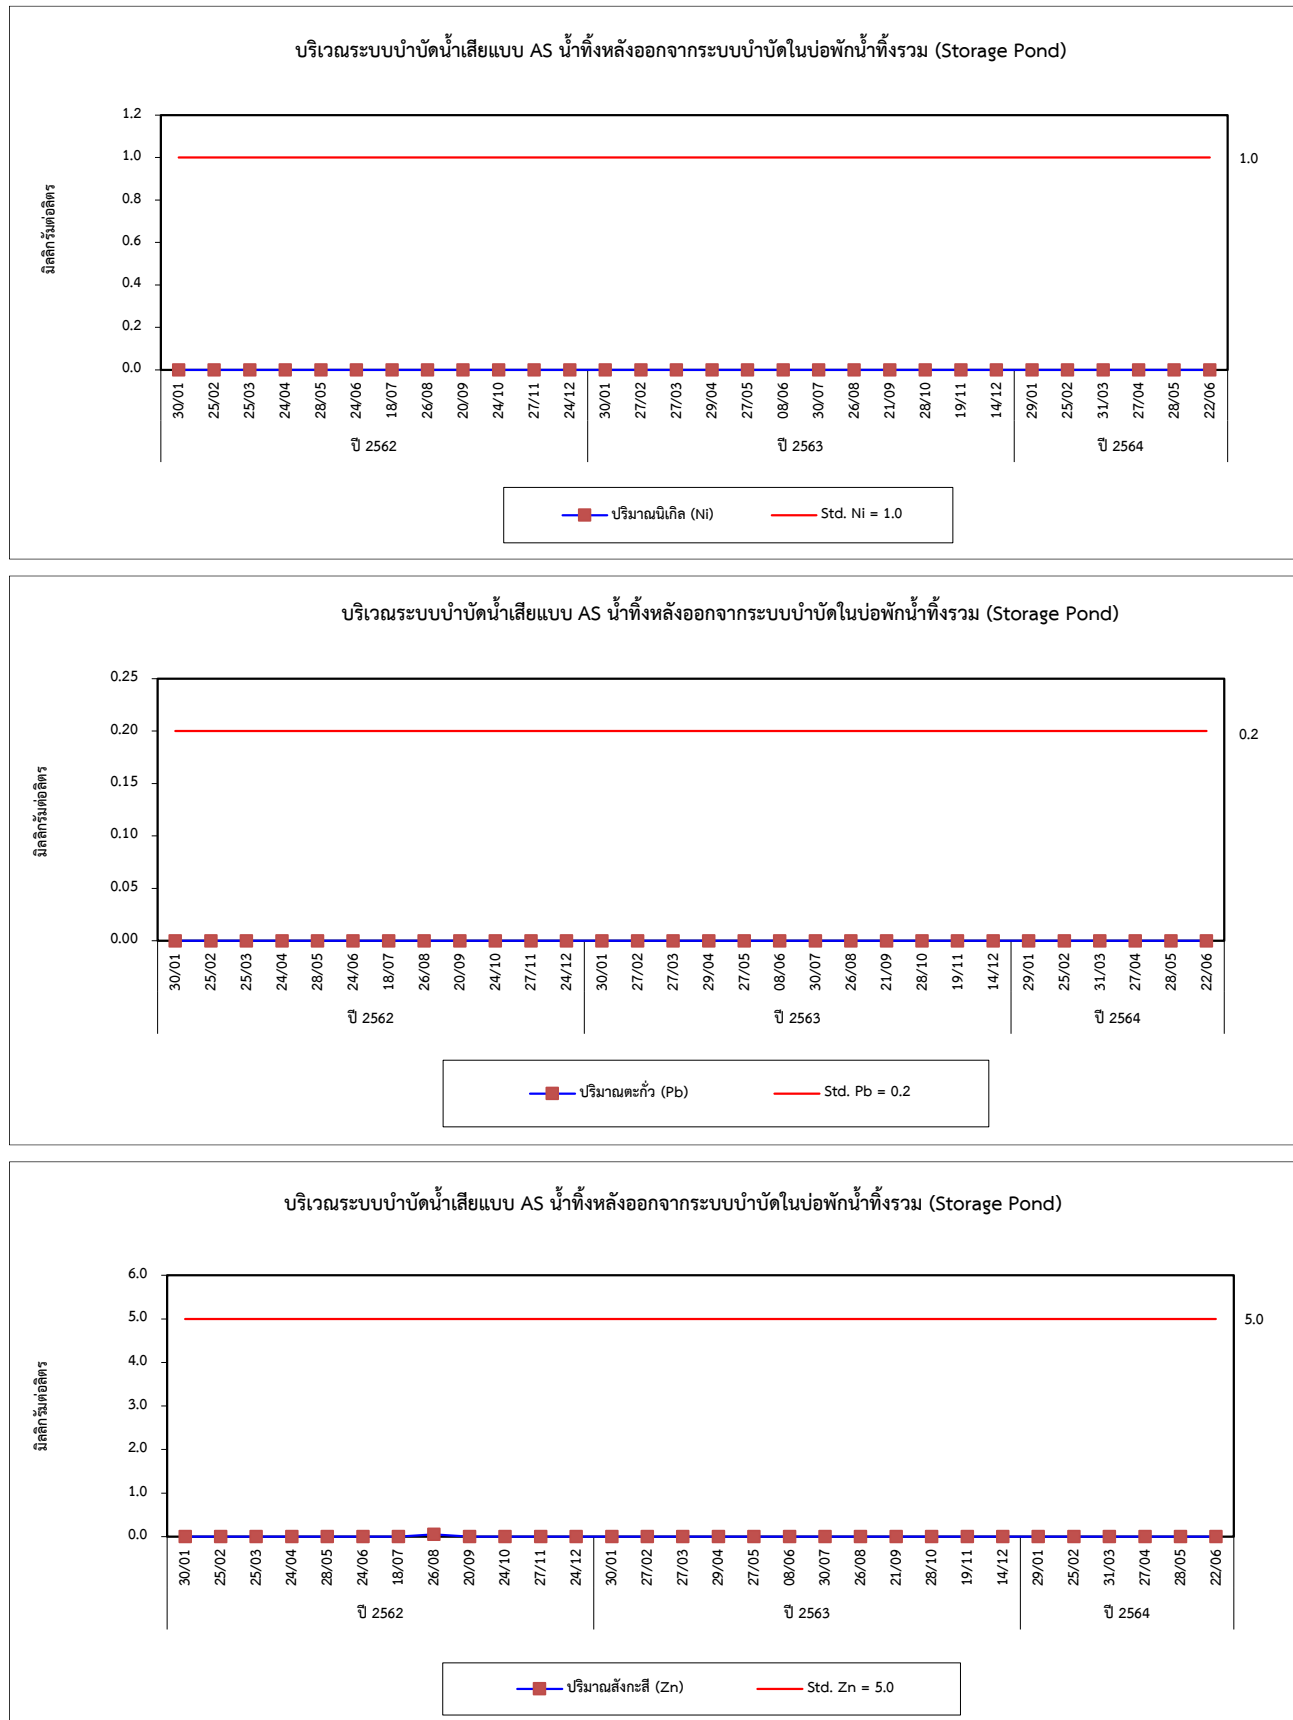 บริเวณระบบบำบัดน้ำเสียแบบ AS น้ำทิ้งหลังออกจากระบบบำบัดในบ่อพักน้ำทิ้งรวม (Storage Pond)
มิลลิกรัมต่อลิตร
1.2
1.0
0.8
0.6
0.4
0.2
0.0
1.0
30/01 25/02 25/03 24/04 28/05 24/06 18/07 26/08 20/09 24/10 27/11 24/12 30/01 27/02 27/03 29/04 27/05 08/06 30/07 26/08 21/09 28/10 19/11 14/12 29/01 25/02 31/03 27/04 28/05 22/06
ปี 2562 ปี 2563 ปี 2564
ปริมาณนิเกิล (Ni) Std. Ni = 1.0
บริเวณระบบบำบัดน้ำเสียแบบ AS น้ำทิ้งหลังออกจากระบบบำบัดในบ่อพักน้ำทิ้งรวม (Storage Pond)
มิลลิกรัมต่อลิตร
0.25
0.20
0.15
0.10
0.05
0.00
0.2
30/01 25/02 25/03 24/04 28/05 24/06 18/07 26/08 20/09 24/10 27/11 24/12 30/01 27/02 27/03 29/04 27/05 08/06 30/07 26/08 21/09 28/10 19/11 14/12 29/01 25/02 31/03 27/04 28/05 22/06
ปี 2562 ปี 2563 ปี 2564
ปริมาณตะกั่ว (Pb) Std. Pb = 0.2
บริเวณระบบบำบัดน้ำเสียแบบ AS น้ำทิ้งหลังออกจากระบบบำบัดในบ่อพักน้ำทิ้งรวม (Storage Pond)
มิลลิกรัมต่อลิตร
6.0
5.0
4.0
3.0
2.0
1.0
0.0
5.0
30/01 25/02 25/03 24/04 28/05 24/06 18/07 26/08 20/09 24/10 27/11 24/12 30/01 27/02 27/03 29/04 27/05 08/06 30/07 26/08 21/09 28/10 19/11 14/12 29/01 25/02 31/03 27/04 28/05 22/06
ปี 2562 ปี 2563 ปี 2564
ปริมาณสังกะสี (Zn) Std. Zn = 5.0